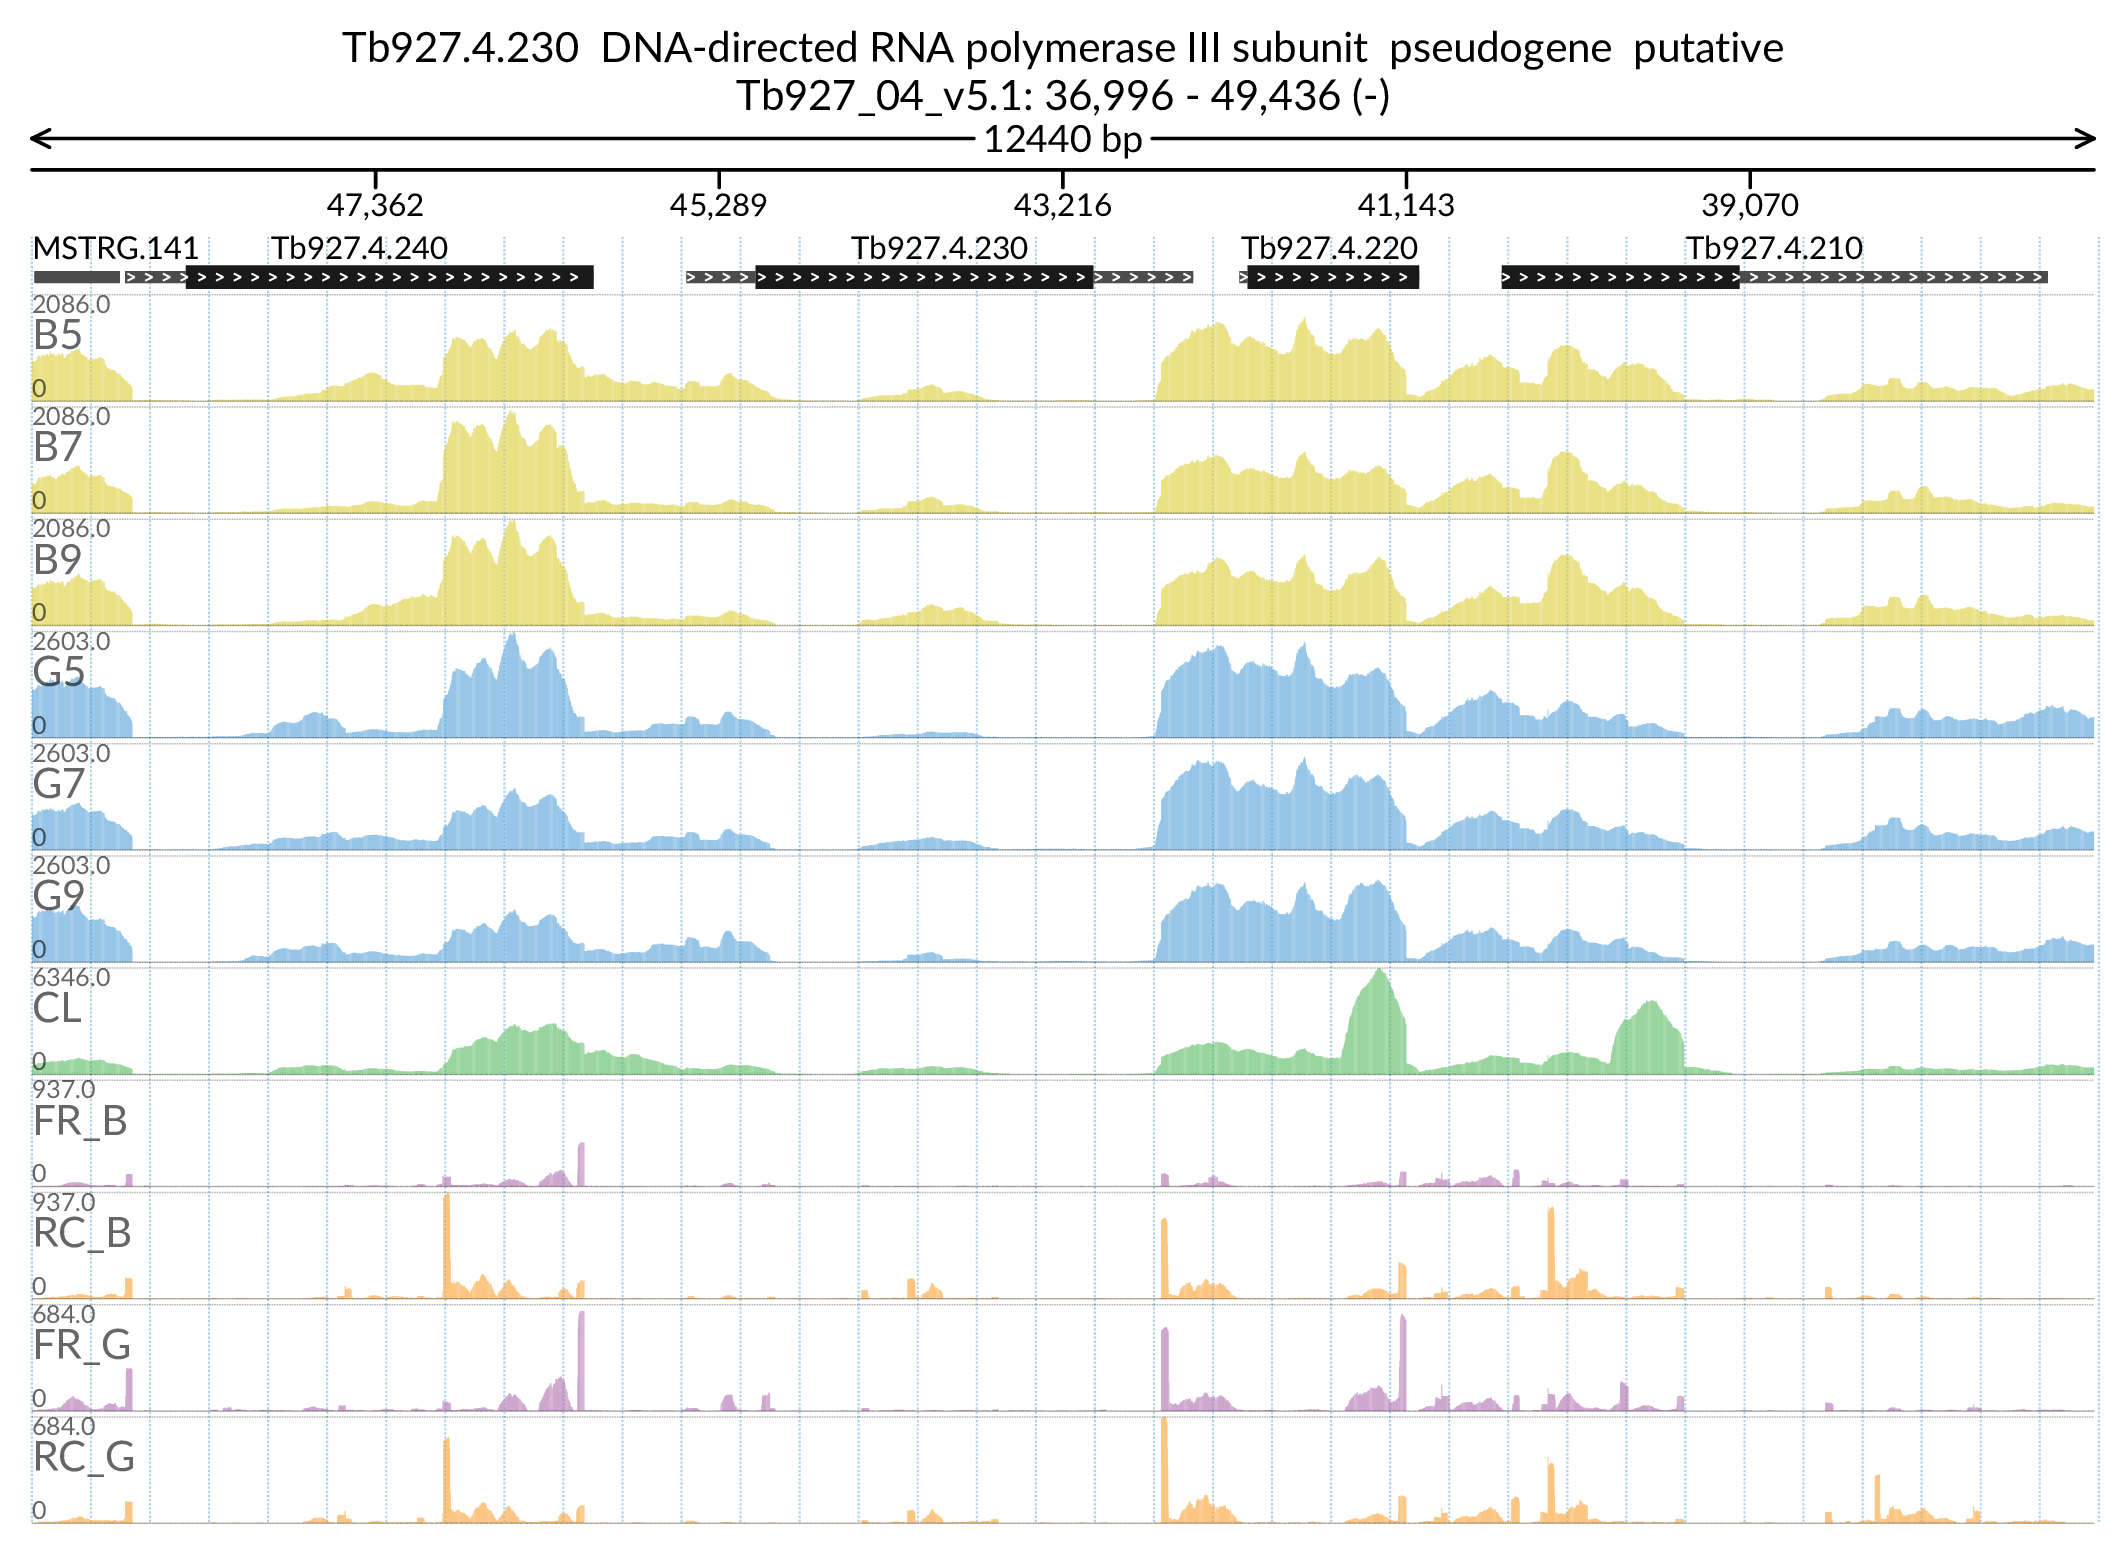 Tb927.4.230 DNA-directed RNA polymerase III subunit pseudogene putative
Tb927_04_v5.1: 36,996 - 49,436 (-)
12440 bp
47,362 45,289 43,216 41,143 39,070
MSTRG.141 Tb927.4.240 Tb927.4.230 Tb927.4.220 Tb927.4.210
2086.0
B5
0
2086.0
B7
0
2086.0
B9
0
2603.0
G5
0
2603.0
G7
0
2603.0
G9
0
6346.0
CL
0
937.0
FR_B
0
937.0
RC_B
0
684.0
FR_G
0
684.0
RC_G
0